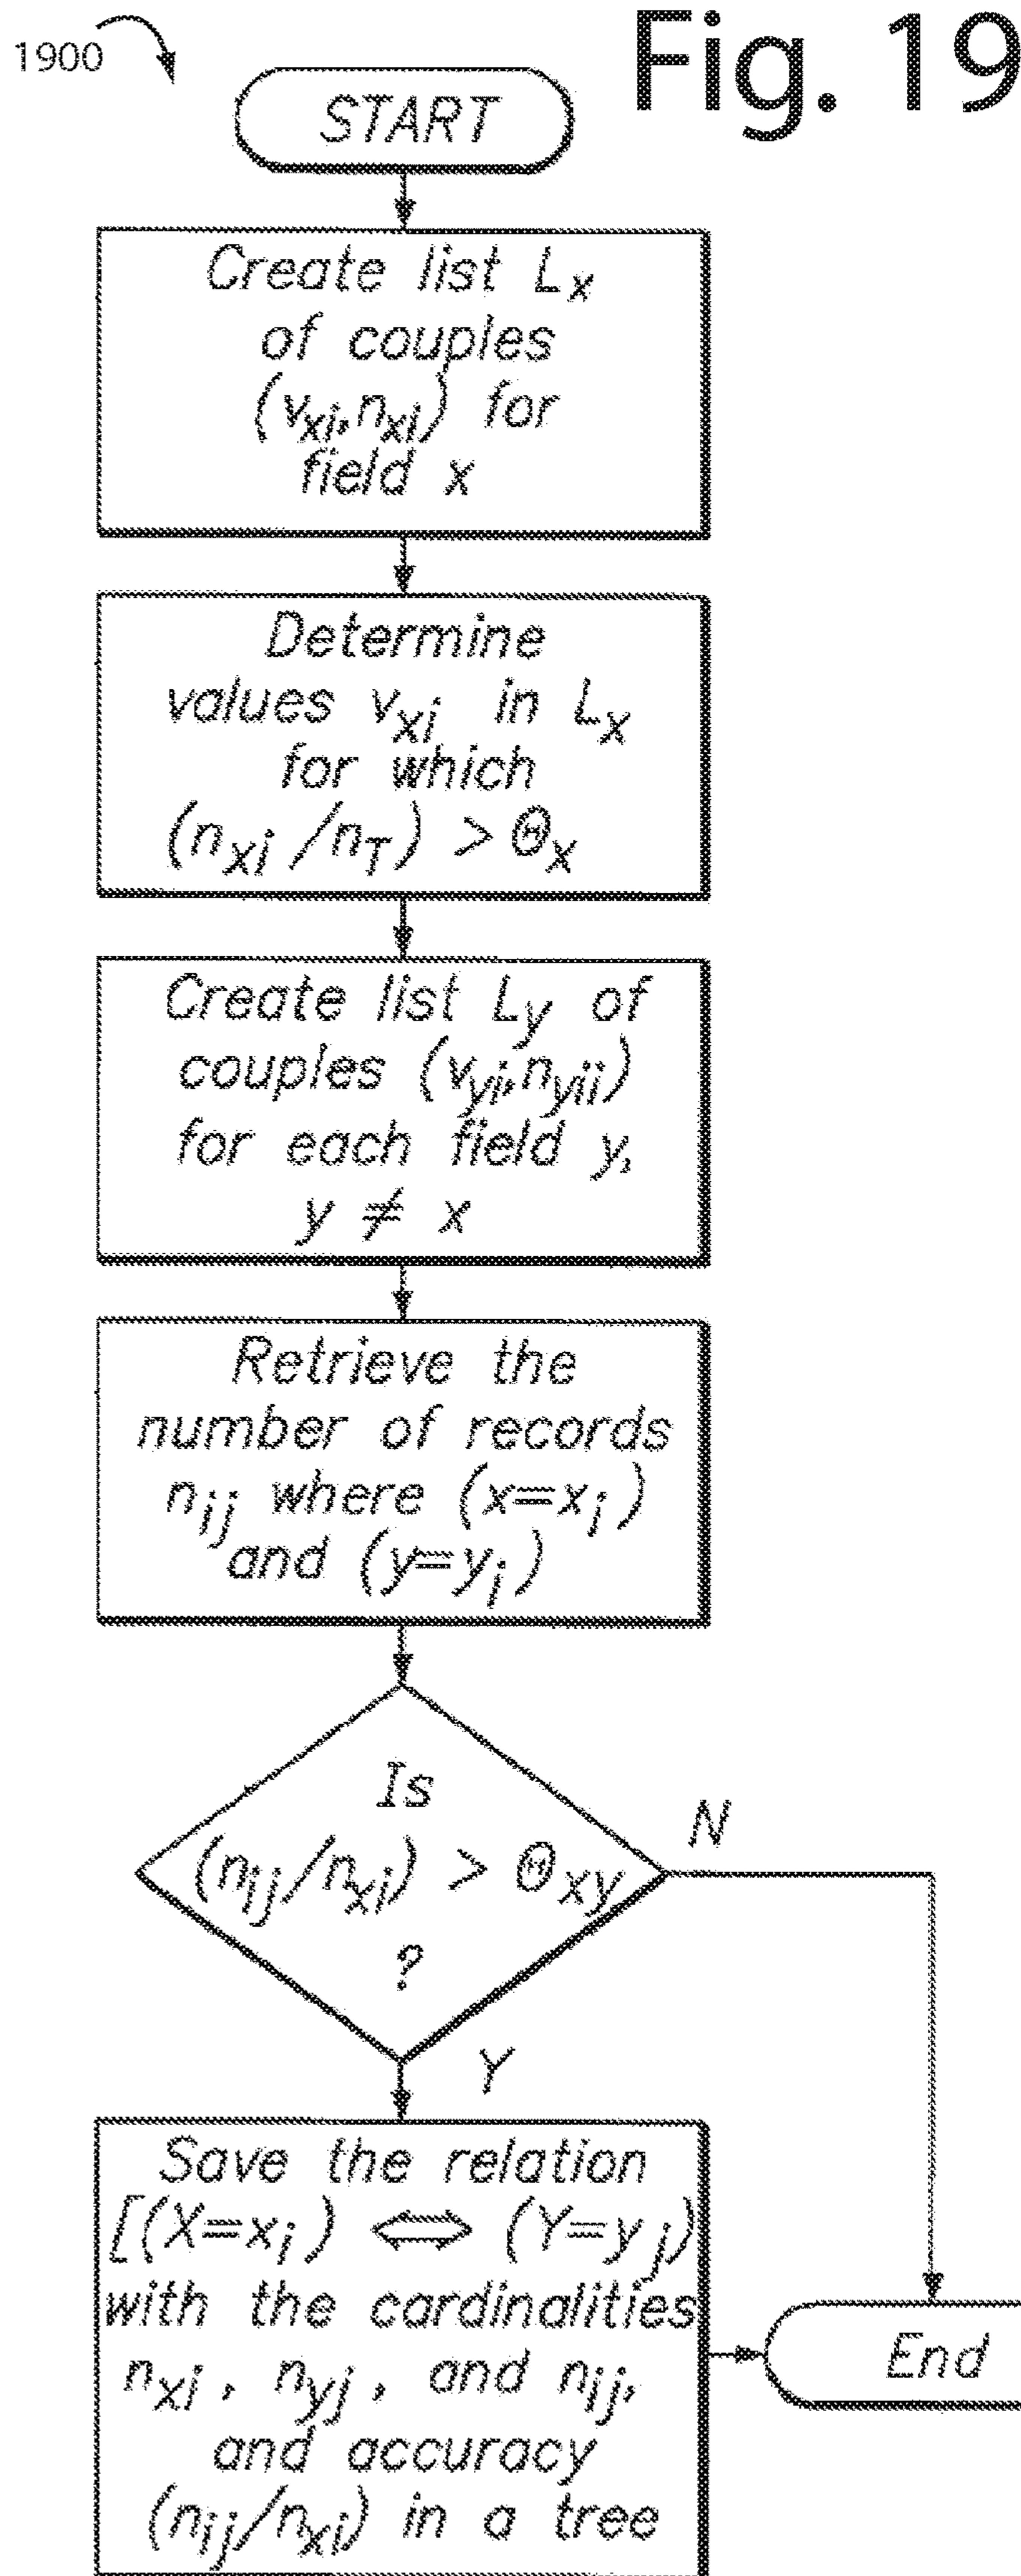 1900
Fig. 19
START
Create list Lx
of couples
(vxi,nxi) for
field x
Determine
values vxi in Lx
for which
(nxi /nT) > Θx
Create list Ly of
couples (vyi,nyii)
for each field y,
y ≠ x
Retrieve the
number of records
nij where (x=xi)
and (y=yi)
Is
(nij/nxi) > Θxy
?
N
Y
Save the relation
[(X=xi) ⇔ (Y=yj)
with the cardinalities
nxi, nyj, and nij,
and accuracy
(nij/nxi) in a tree
End